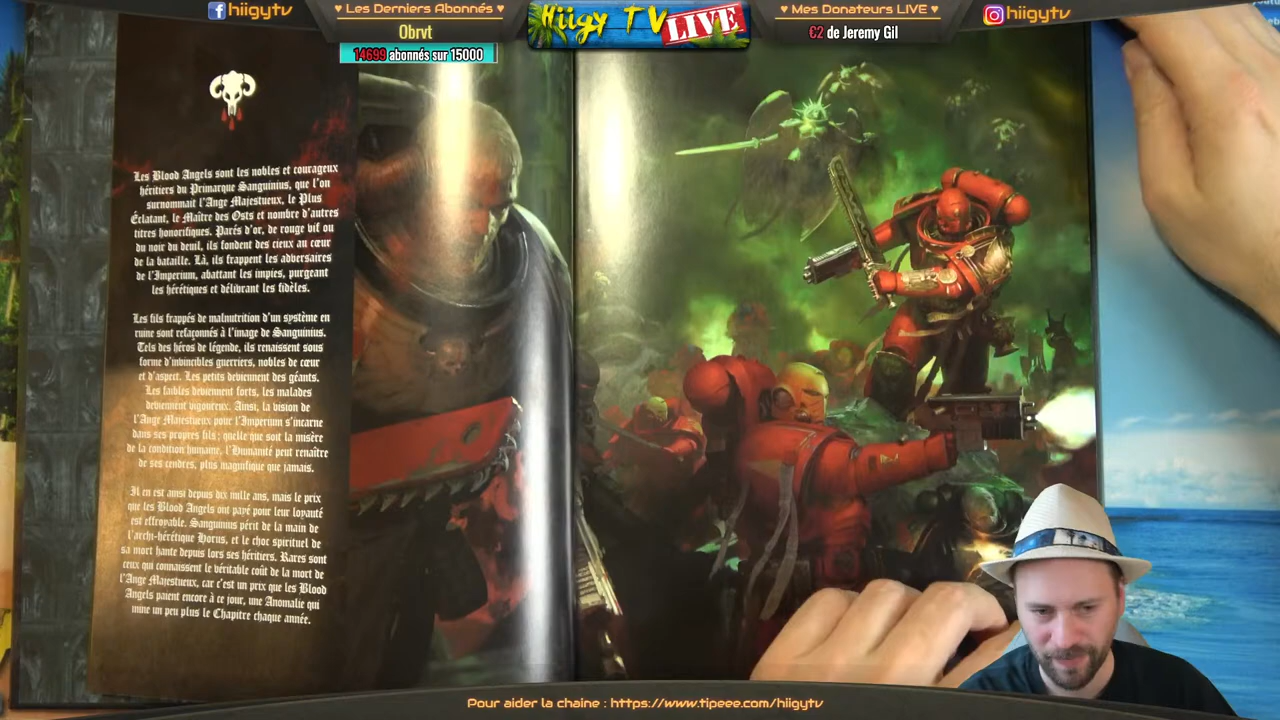 hiigytv
♥ Les Derniers Abonnés ♥
Obrvt
14699 abonnés sur 15000
Hiigy TV LIVE
♥ Mes Donateurs LIVE ♥
€2 de Jeremy Gil
hiigytv
Les Blood Angels sont les nobles et courageux
héritiers du Primarque Sanguinius, que l'on
surnommait l'Ange Majestueux, le Plus
Éclatant, le Maître des Osts et nombre d'autres
titres honorifiques. Parés d'or, de rouge vif ou
du noir du deuil, ils fondent des cieux au cœur
de la bataille. Là, ils frappent les adversaires
de l'Imperium, abattant les impies, purgeant
les hérétiques et délivrant les fidèles.
Les fils frappés de malnutrition d'un système en
ruine sont refaçonnés à l'image de Sanguinius.
Tels des héros de légende, ils renaissent sous
forme d'invincibles guerriers, nobles de cœur
et d'aspect. Les petits deviennent des géants.
Les faibles deviennent forts, les malades
deviennent vigoureux. Ainsi, la vision de
l'Ange Majestueux pour l'Imperium s'incarne
dans ses propres fils ; quelle que soit la misère
de la condition humaine, l'Humanité peut renaître
de ses cendres, plus magnifique que jamais.
Il en est ainsi depuis dix mille ans, mais le prix
que les Blood Angels ont payé pour leur loyauté
est effroyable. Sanguinius périt de la main de
l'archi-hérétique Horus, et le choc spirituel de
sa mort hante depuis lors ses héritiers. Rares sont
ceux qui connaissent le véritable coût de la mort de
l'Ange Majestueux, car c'est un prix que les Blood
Angels paient encore à ce jour, une Anomalie qui
mine un peu plus le Chapitre chaque année.
Pour aider la chaine : https://www.tipeee.com/hiigytv